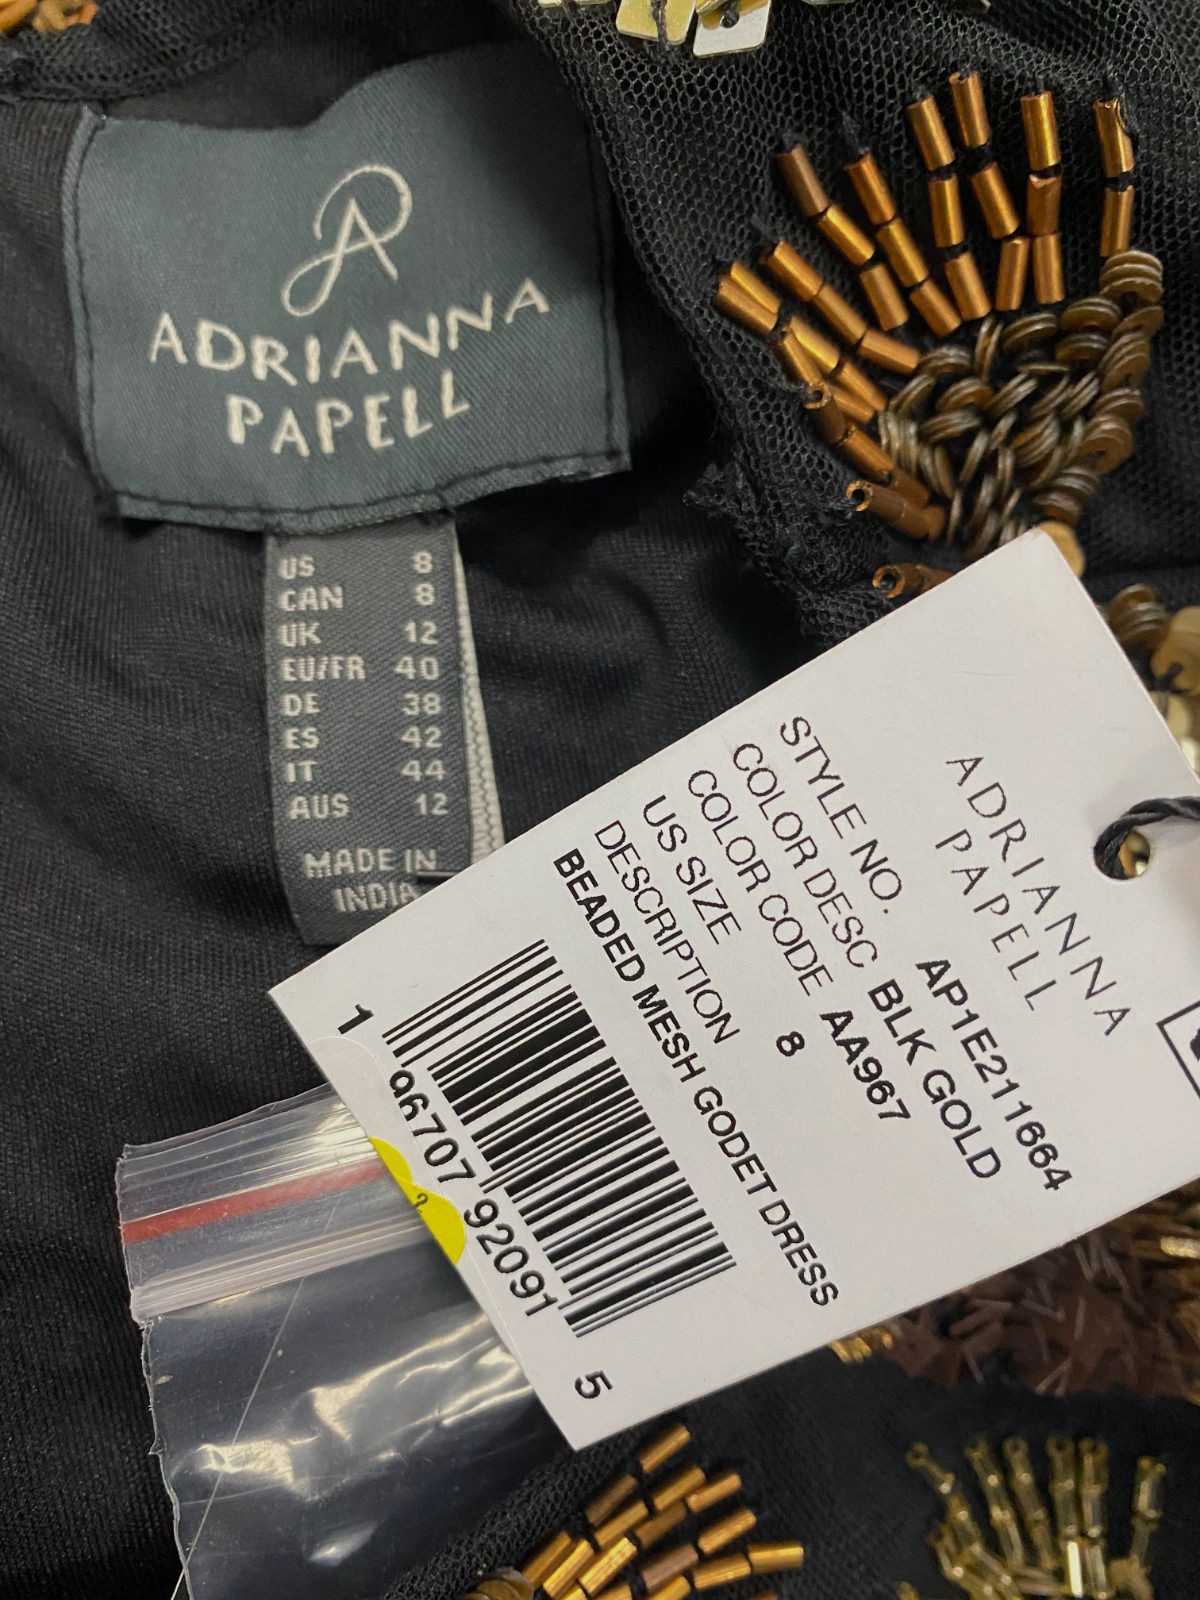 ADRIANNA
PAPELL
US 8
CAN 8
UK 12
EU/FR 40
DE 38
ES 42
IT 44
AUS 12
MADE IN
INDIA
ADRIANNA
PAPELL
STYLE NO. AP1E211664
COLOR DESC BLK GOLD
COLOR CODE AA967
US SIZE 8
DESCRIPTION
BEADED MESH GODET DRESS
1 96707 92091 5